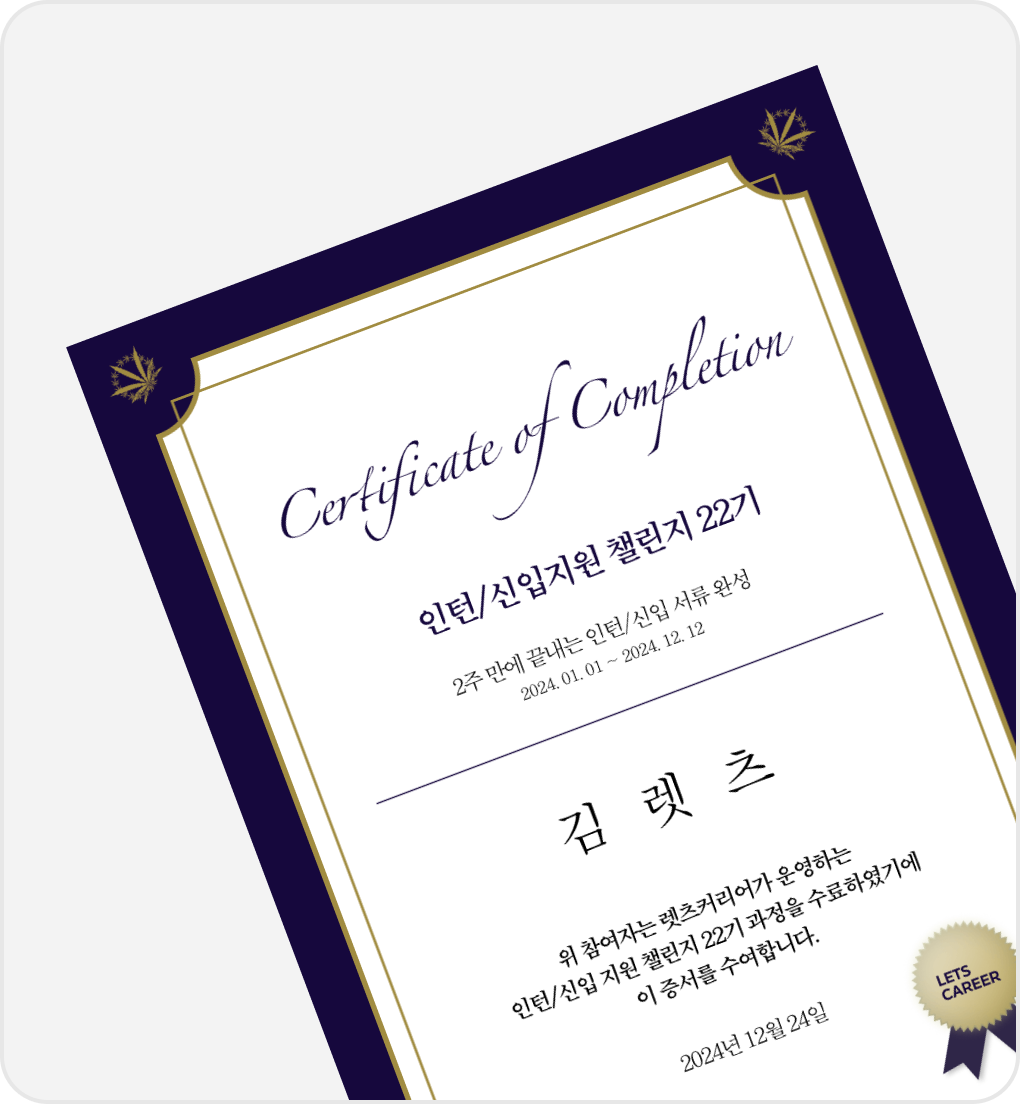 Certificate of Completion
인턴/신입지원 챌린지 22기
2주 만에 끝내는 인턴/신입 서류 완성
2024. 01. 01 ~ 2024. 12. 12
김 렛 츠
위 참여자는 렛츠커리어가 운영하는
인턴/신입 지원 챌린지 22기 과정을 수료하였기에
이 증서를 수여합니다.
2024년 12월 24일
LETS
CAREER